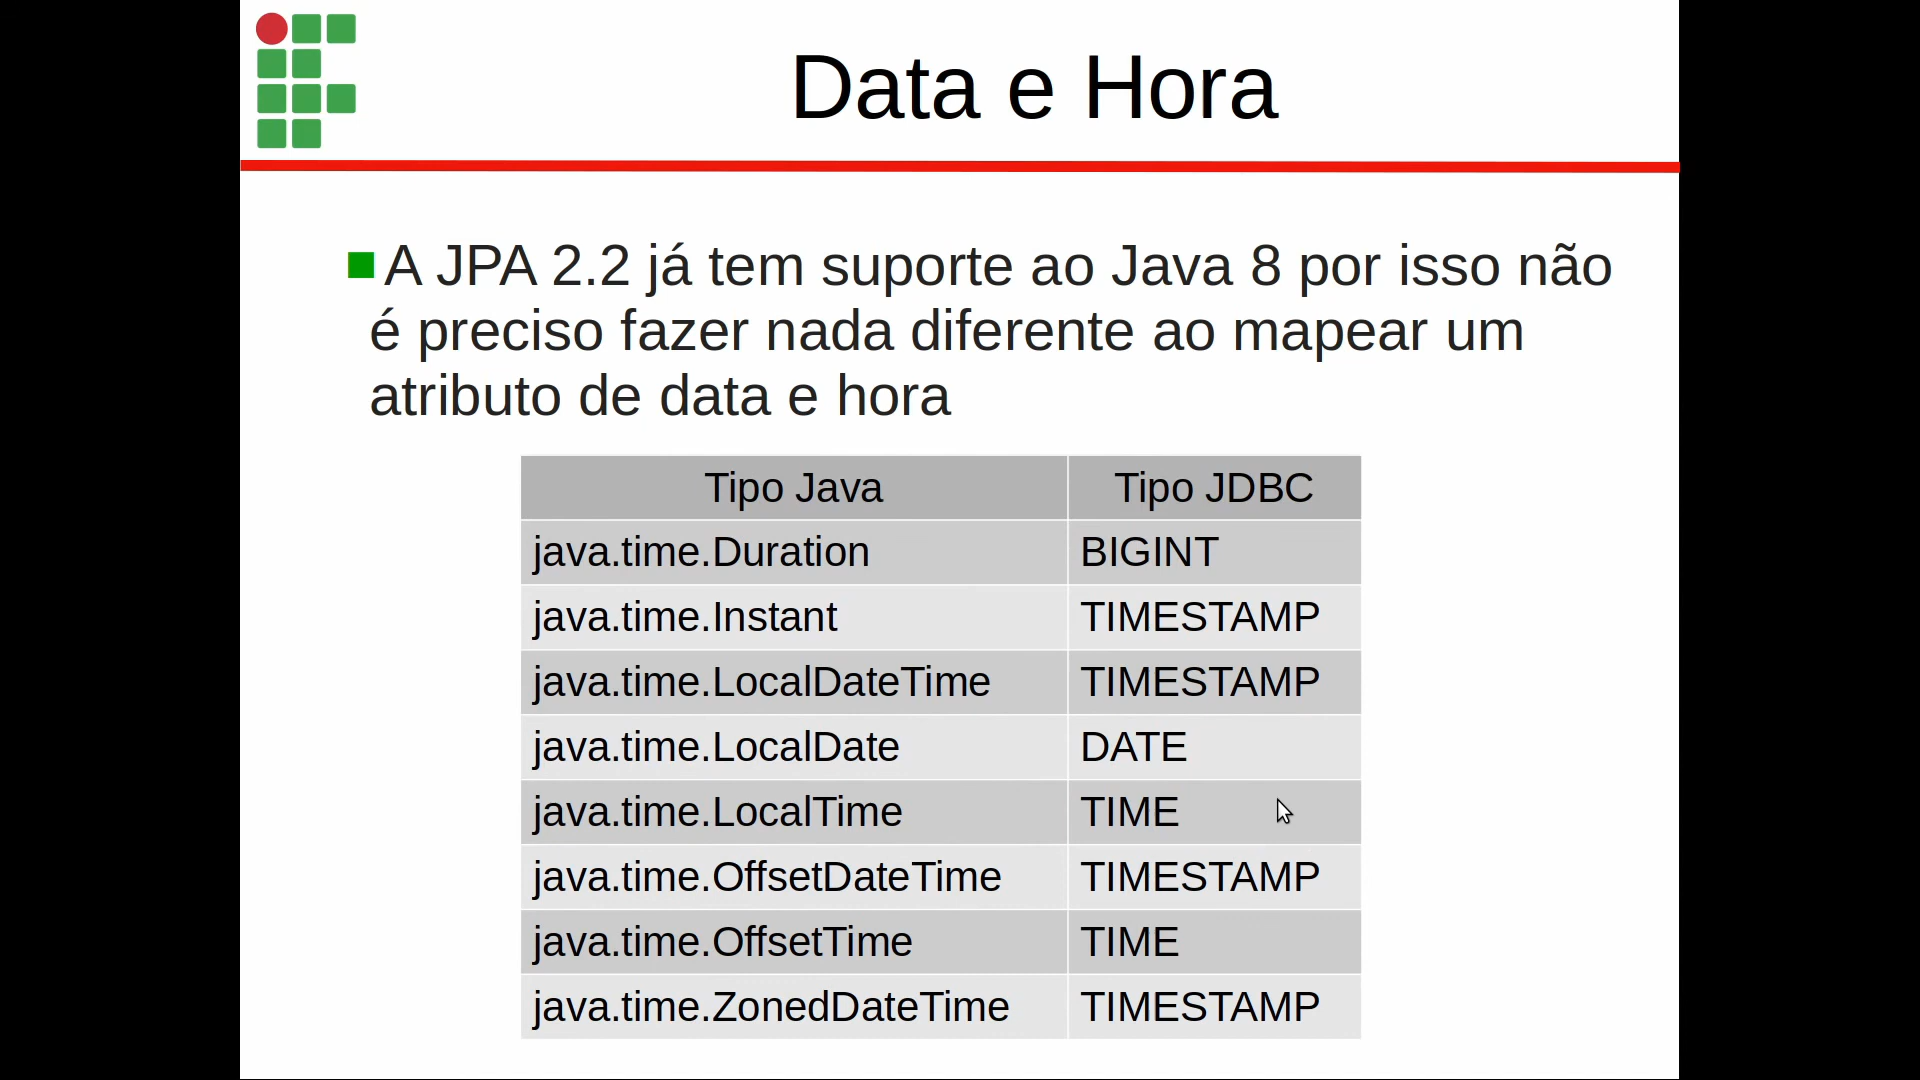 Data e Hora
A JPA 2.2 já tem suporte ao Java 8 por isso não
é preciso fazer nada diferente ao mapear um
atributo de data e hora
Tipo Java Tipo JDBC
java.time.Duration BIGINT
java.time.Instant TIMESTAMP
java.time.LocalDateTime TIMESTAMP
java.time.LocalDate DATE
java.time.LocalTime TIME
java.time.OffsetDateTime TIMESTAMP
java.time.OffsetTime TIME
java.time.ZonedDateTime TIMESTAMP